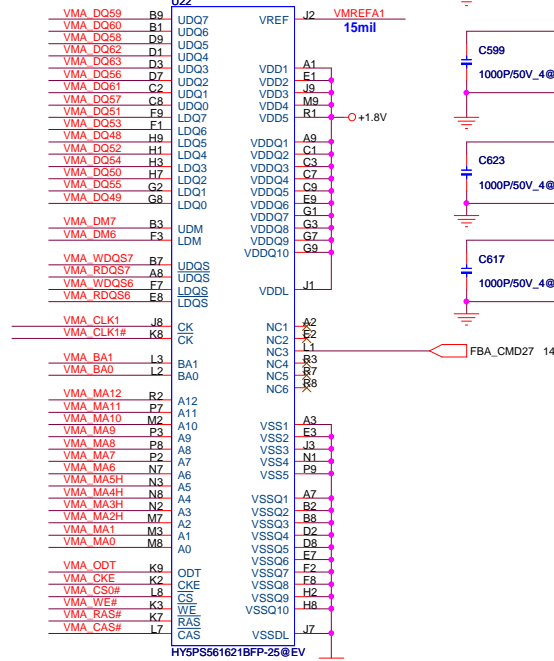 U22
VMA_DQ59 B9 UDQ7 VREF J2 VMREFA1
15mil
VMA_DQ60 B1 UDQ6
VMA_DQ58 D9 UDQ5
VMA_DQ62 D1 UDQ4
VMA_DQ63 D3 UDQ3 VDD1 A1
VMA_DQ56 D7 UDQ2 VDD2 E1
VMA_DQ61 C2 UDQ1 VDD3 J9
VMA_DQ57 C8 UDQ0 VDD4 M9
VMA_DQ51 F9 LDQ7 VDD5 R1 +1.8V
VMA_DQ53 F1 LDQ6
VMA_DQ48 H9 LDQ5 VDDQ1 A9
VMA_DQ52 H1 LDQ4 VDDQ2 C1
VMA_DQ54 H3 LDQ3 VDDQ3 C3
VMA_DQ50 H7 LDQ2 VDDQ4 C7
VMA_DQ55 G2 LDQ1 VDDQ5 C9
VMA_DQ49 G8 LDQ0 VDDQ6 E9
VDDQ7 G1
VMA_DM7 B3 UDM VDDQ8 G3
VMA_DM6 F3 LDM VDDQ9 G7
VDDQ10 G9
VMA_WDQS7 B7 UDQS
VMA_RDQS7 A8 UDQS
VMA_WDQS6 F7 LDQS VDDL J1
VMA_RDQS6 E8 LDQS
VMA_CLK1 J8 CK NC1 A2
VMA_CLK1# K8 CK NC2 E2
NC3 L1 FBA_CMD27 14
VMA_BA1 L3 BA1 NC4 R3
VMA_BA0 L2 BA0 NC5 R7
NC6 R8
VMA_MA12 R2 A12
VMA_MA11 P7 A11
VMA_MA10 M2 A10 VSS1 A3
VMA_MA9 P3 A9 VSS2 E3
VMA_MA8 P8 A8 VSS3 J3
VMA_MA7 P2 A7 VSS4 N1
VMA_MA6 N7 A6 VSS5 P9
VMA_MA5H N3 A5
VMA_MA4H N8 A4 VSSQ1 A7
VMA_MA3H N2 A3 VSSQ2 B2
VMA_MA2H M7 A2 VSSQ3 B8
VMA_MA1 M3 A1 VSSQ4 D2
VMA_MA0 M8 A0 VSSQ5 D8
VSSQ6 E7
VMA_ODT K9 ODT VSSQ7 F2
VMA_CKE K2 CKE VSSQ8 F8
VMA_CS0# L8 CS VSSQ9 H2
VMA_WE# K3 WE VSSQ10 H8
VMA_RAS# K7 RAS
VMA_CAS# L7 CAS VSSDL J7
HY5PS561621BFP-25@EV
C599
1000P/50V_4@
C623
1000P/50V_4@
C617
1000P/50V_4@